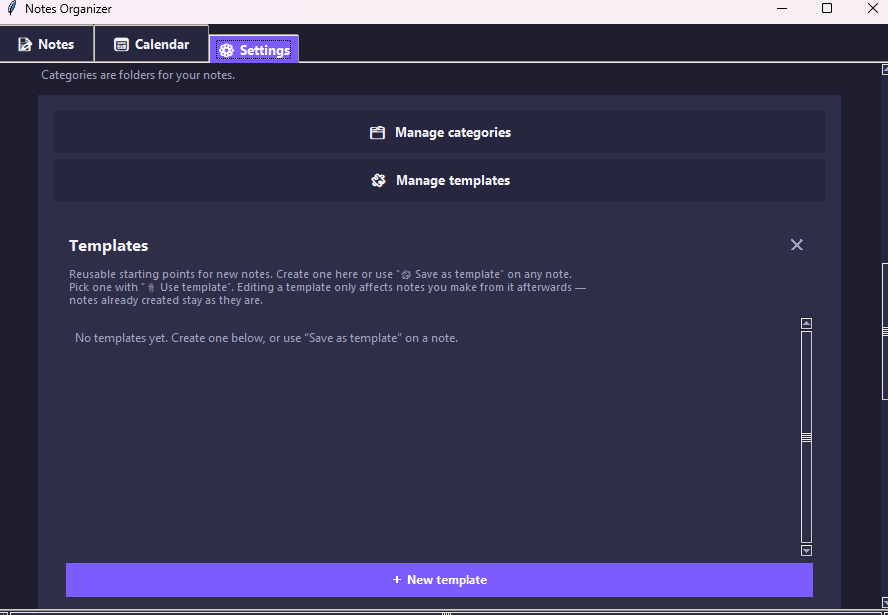 Notes Organizer
Notes
Calendar
Settings
Categories are folders for your notes.
Manage categories
Manage templates
Templates
Reusable starting points for new notes. Create one here or use "Save as template" on any note.
Pick one with "Use template". Editing a template only affects notes you make from it afterwards —
notes already created stay as they are.
No templates yet. Create one below, or use "Save as template" on a note.
+ New template